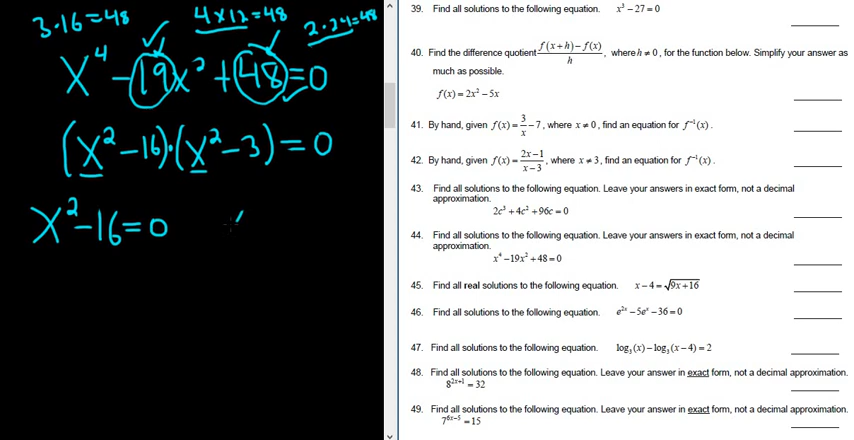 3·16=48 4×12=48 2·24=48
x⁴ - 19x² + 48 = 0
(x² - 16)·(x² - 3) = 0
x² - 16 = 0
39. Find all solutions to the following equation. x³ – 27 = 0
40. Find the difference quotient (f(x+h) – f(x))/h, where h ≠ 0, for the function below. Simplify your answer as
much as possible.
f(x) = 2x² – 5x
41. By hand, given f(x) = 3/x – 7, where x ≠ 0, find an equation for f⁻¹(x).
42. By hand, given f(x) = (2x–1)/(x–3), where x ≠ 3, find an equation for f⁻¹(x).
43. Find all solutions to the following equation. Leave your answers in exact form, not a decimal
approximation.
2c³ + 4c² + 96c = 0
44. Find all solutions to the following equation. Leave your answers in exact form, not a decimal
approximation.
x⁴ –19x² + 48 = 0
45. Find all real solutions to the following equation. x – 4 = √(9x+16)
46. Find all solutions to the following equation. e²ˣ – 5eˣ – 36 = 0
47. Find all solutions to the following equation. log₃(x) – log₃(x – 4) = 2
48. Find all solutions to the following equation. Leave your answer in exact form, not a decimal approximation.
8²ˣ⁺¹ = 32
49. Find all solutions to the following equation. Leave your answer in exact form, not a decimal approximation.
7⁶ˣ⁻⁵ = 15